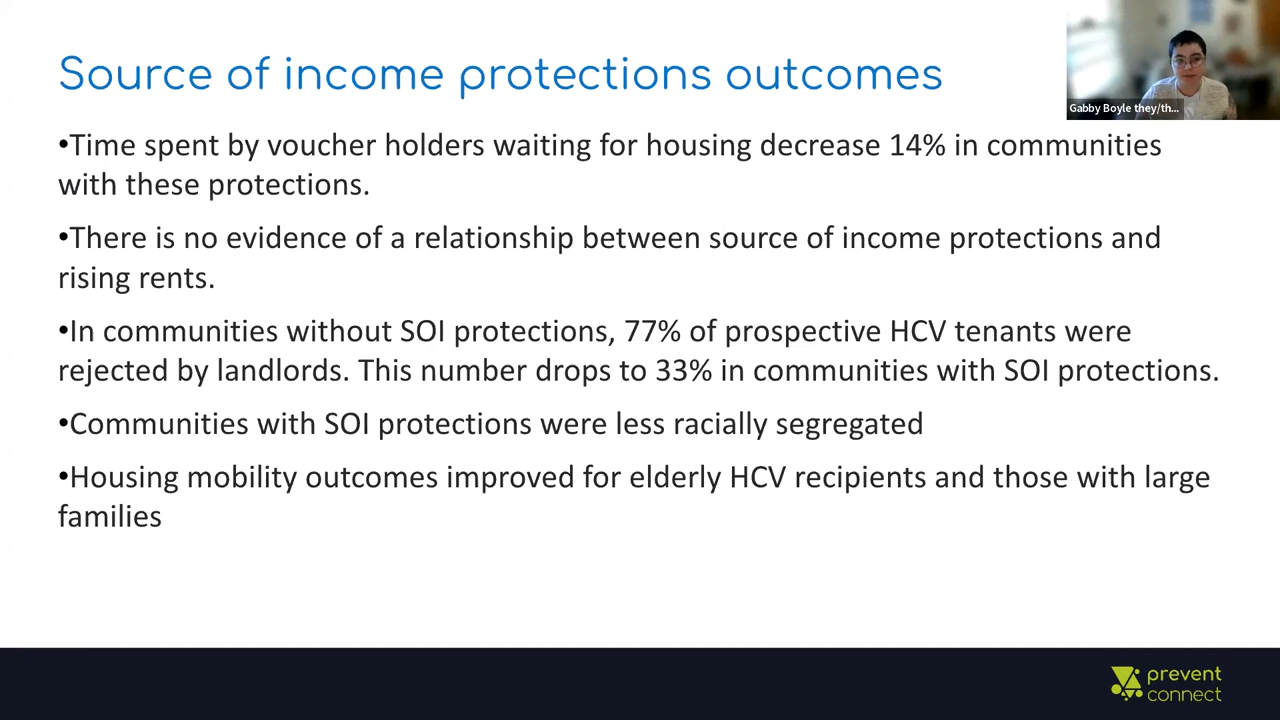 Source of income protections outcomes
Gabby Boyle they/th...
•Time spent by voucher holders waiting for housing decrease 14% in communities
with these protections.
•There is no evidence of a relationship between source of income protections and
rising rents.
•In communities without SOI protections, 77% of prospective HCV tenants were
rejected by landlords. This number drops to 33% in communities with SOI protections.
•Communities with SOI protections were less racially segregated
•Housing mobility outcomes improved for elderly HCV recipients and those with large
families
prevent
connect